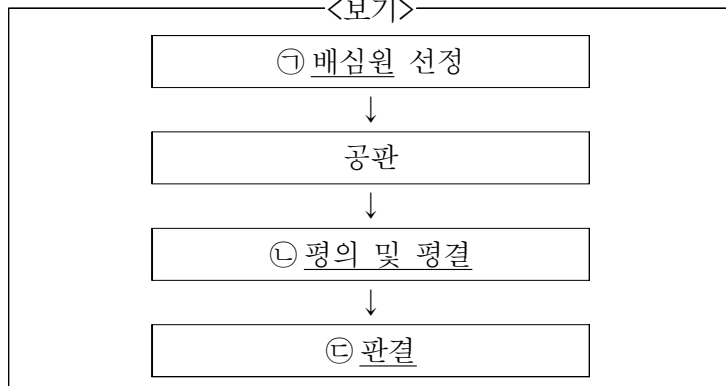 <보기>
㉠ 배심원 선정
↓
공판
↓
㉡ 평의 및 평결
↓
㉢ 판결